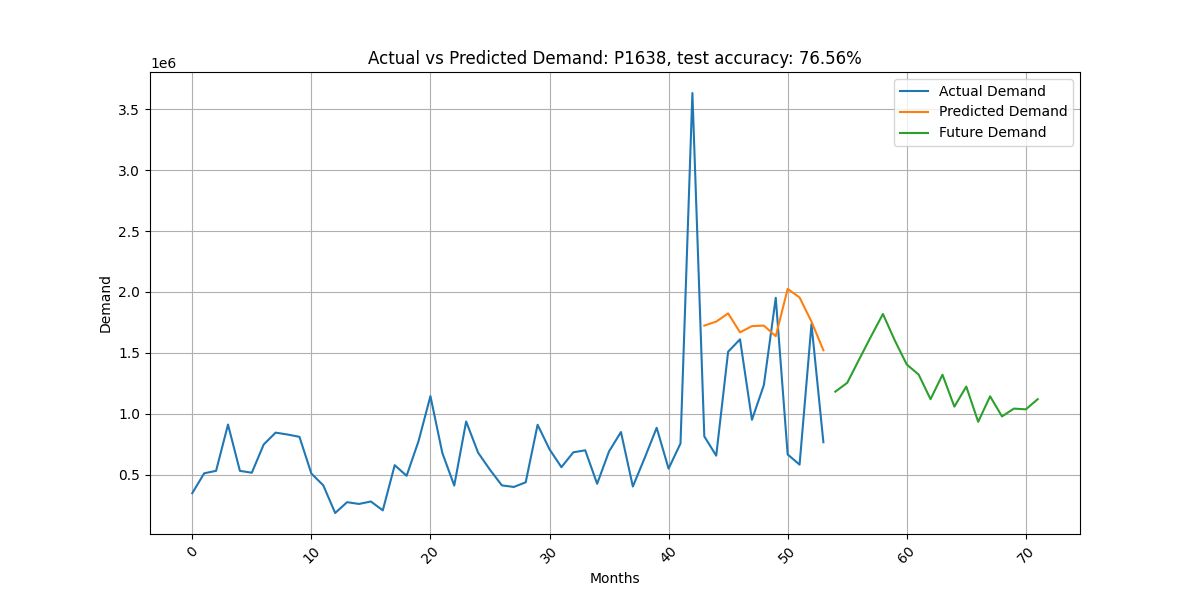 Actual vs Predicted Demand: P1638, test accuracy: 76.56%
1e6
Actual Demand
Predicted Demand
Future Demand
3.5
3.0
2.5
2.0
1.5
1.0
0.5
Demand
0 10 20 30 40 50 60 70
Months